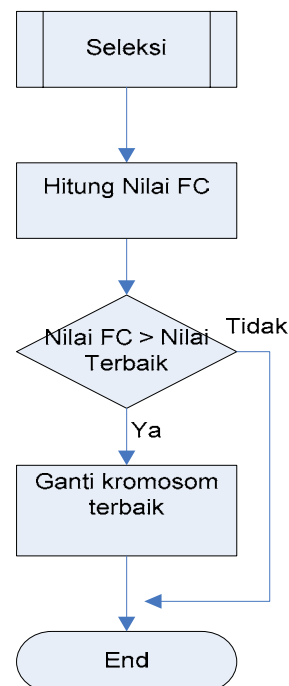 Seleksi
Hitung Nilai FC
Nilai FC > Nilai
Terbaik
Tidak
Ya
Ganti kromosom
terbaik
End